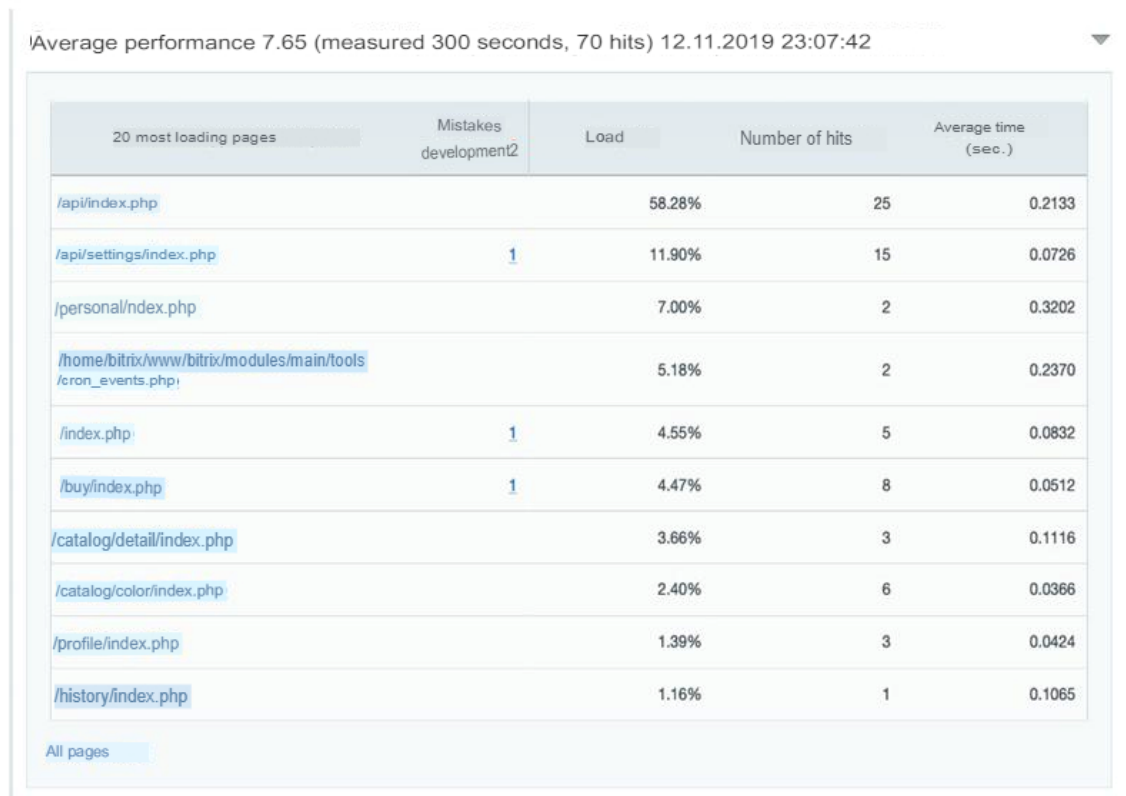 Average performance 7.65 (measured 300 seconds, 70 hits) 12.11.2019 23:07:42
20 most loading pages Mistakes development2 Load Number of hits Average time (sec.)
/api/index.php 58.28% 25 0.2133
/api/settings/index.php 1 11.90% 15 0.0726
/personal/ndex.php 7.00% 2 0.3202
/home/bitrix/www/bitrix/modules/main/tools
/cron_events.php 5.18% 2 0.2370
/index.php 1 4.55% 5 0.0832
/buy/index.php 1 4.47% 8 0.0512
/catalog/detail/index.php 3.66% 3 0.1116
/catalog/color/index.php 2.40% 6 0.0366
/profile/index.php 1.39% 3 0.0424
/history/index.php 1.16% 1 0.1065
All pages